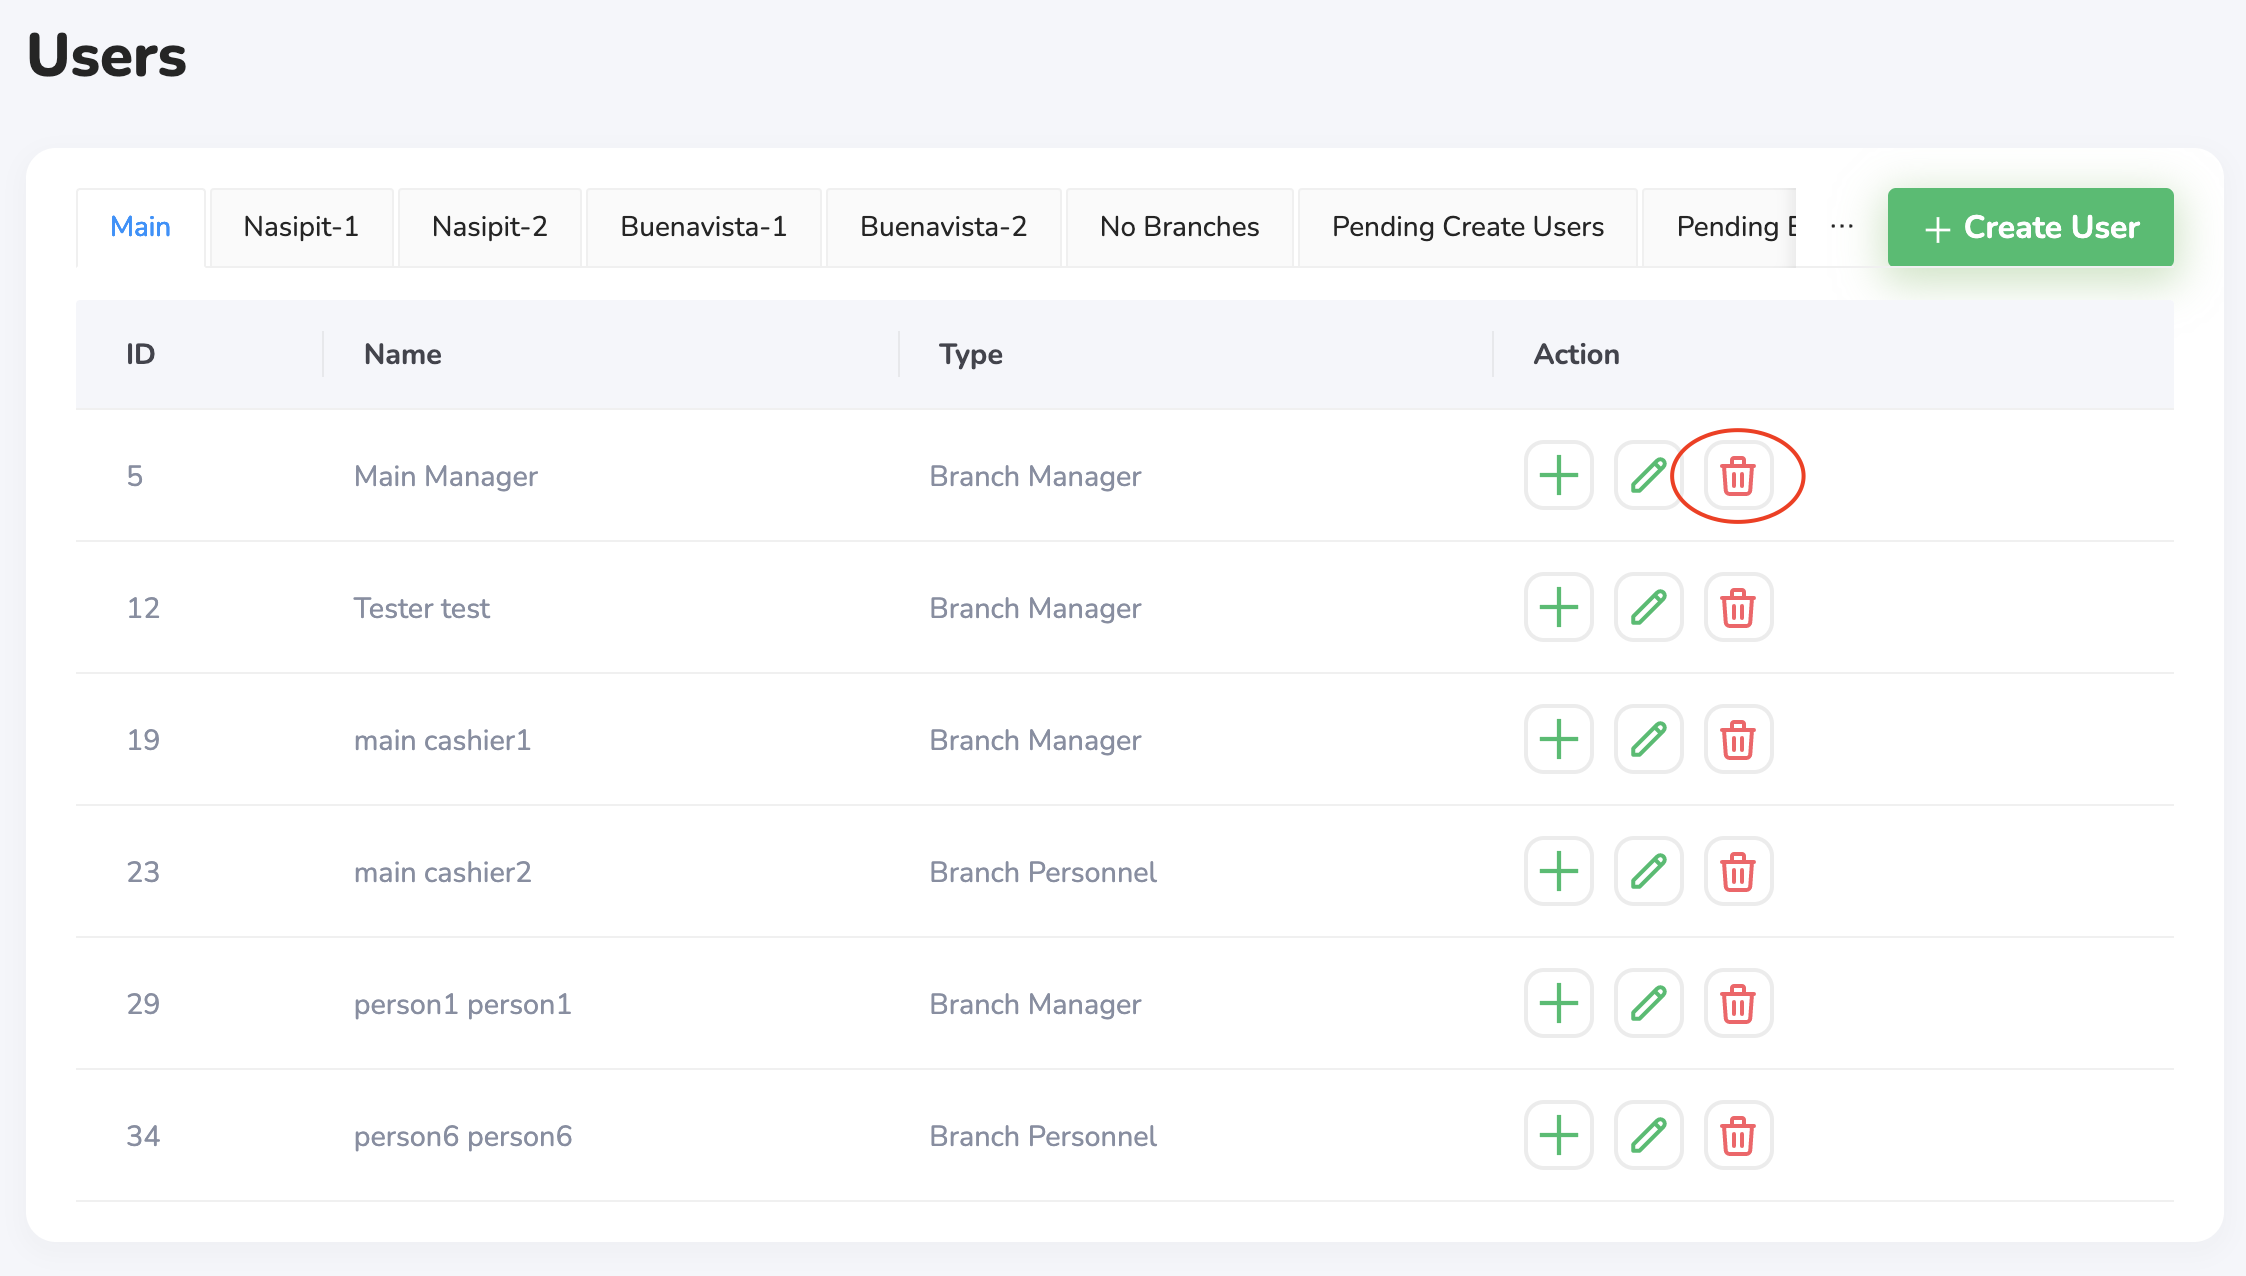 Users
Main Nasipit-1 Nasipit-2 Buenavista-1 Buenavista-2 No Branches Pending Create Users Pending ··· + Create User
ID Name Type Action
5 Main Manager Branch Manager
12 Tester test Branch Manager
19 main cashier1 Branch Manager
23 main cashier2 Branch Personnel
29 person1 person1 Branch Manager
34 person6 person6 Branch Personnel